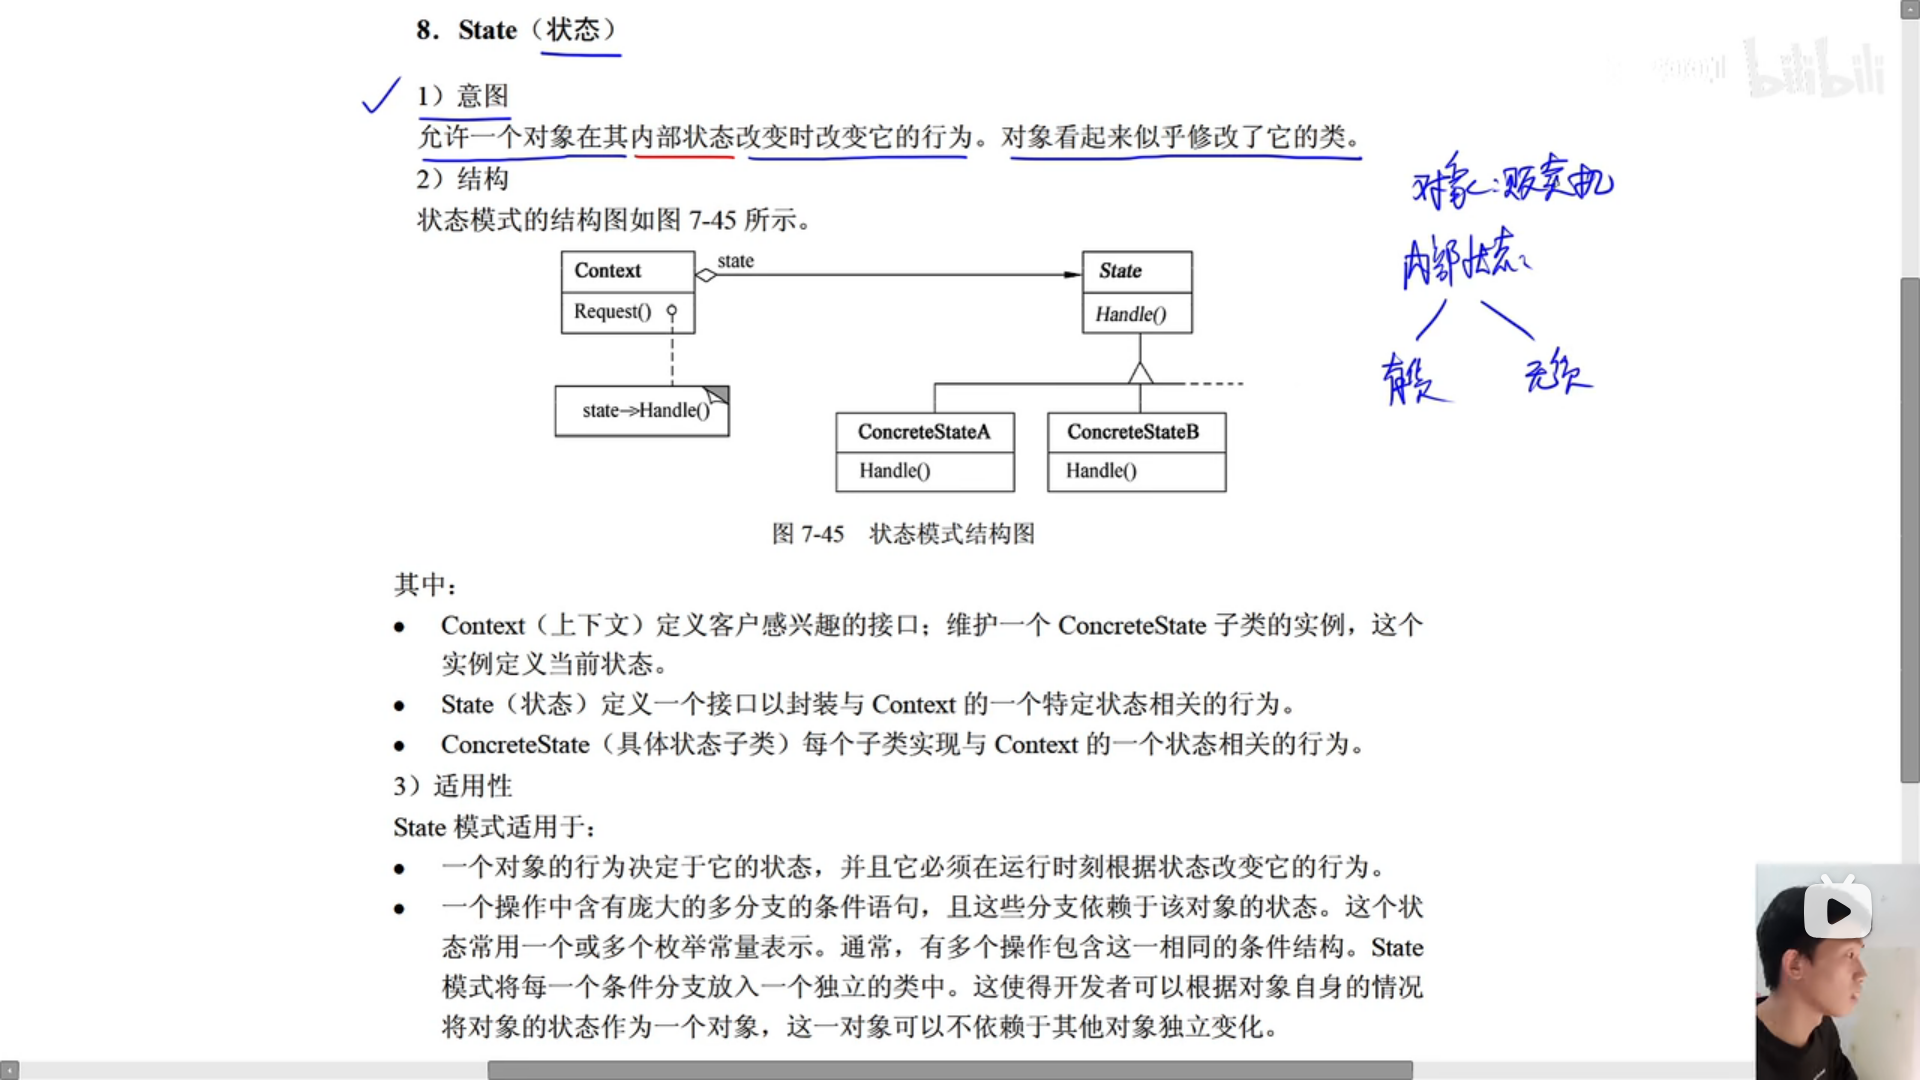 8．State（状态）
1）意图
允许一个对象在其内部状态改变时改变它的行为。对象看起来似乎修改了它的类。
2）结构
状态模式的结构图如图 7-45 所示。
Context
Request()
state
State
Handle()
state->Handle()
ConcreteStateA
Handle()
ConcreteStateB
Handle()
图 7-45　状态模式结构图
对象：贩卖机
内部状态：
有货
无货
其中：
● Context（上下文）定义客户感兴趣的接口；维护一个 ConcreteState 子类的实例，这个
实例定义当前状态。
● State（状态）定义一个接口以封装与 Context 的一个特定状态相关的行为。
● ConcreteState（具体状态子类）每个子类实现与 Context 的一个状态相关的行为。
3）适用性
State 模式适用于：
● 一个对象的行为决定于它的状态，并且它必须在运行时刻根据状态改变它的行为。
● 一个操作中含有庞大的多分支的条件语句，且这些分支依赖于该对象的状态。这个状
态常用一个或多个枚举常量表示。通常，有多个操作包含这一相同的条件结构。State
模式将每一个条件分支放入一个独立的类中。这使得开发者可以根据对象自身的情况
将对象的状态作为一个对象，这一对象可以不依赖于其他对象独立变化。
bilibili